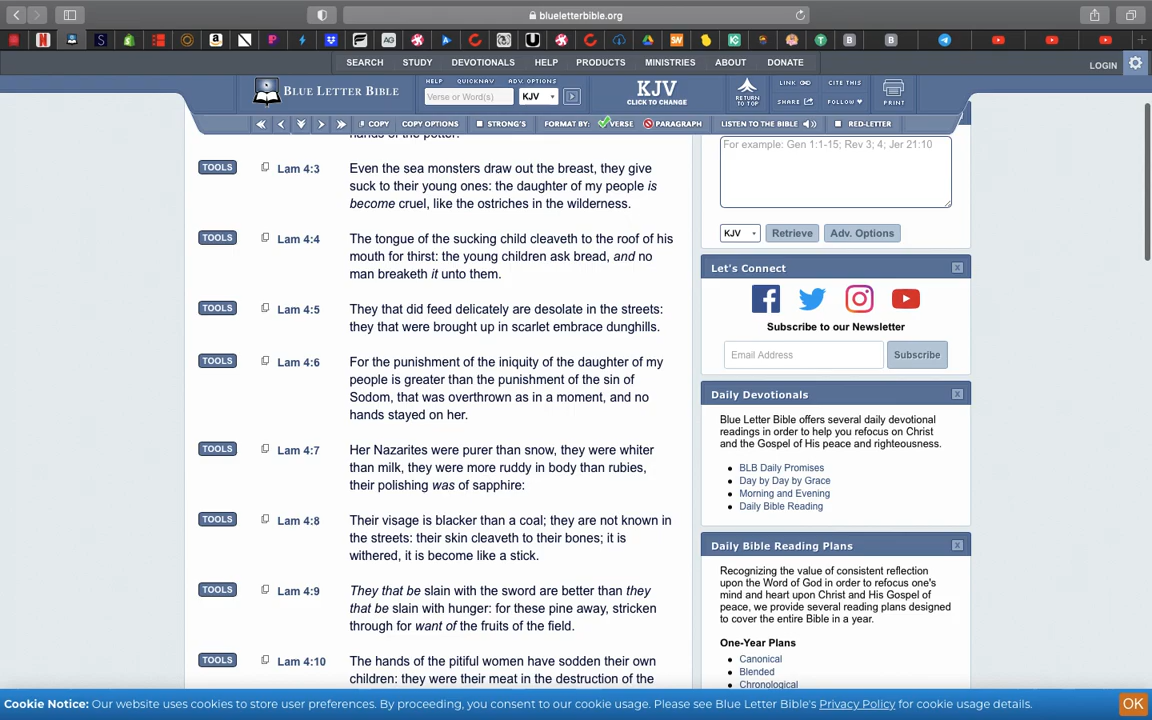 blueletterbible.org
SEARCH STUDY DEVOTIONALS HELP PRODUCTS MINISTRIES ABOUT DONATE
LOGIN
BLUE LETTER BIBLE
HELP QUICKNAV ADV. OPTIONS
Verse or Word(s) KJV
KJV
CLICK TO CHANGE
RETURN TO TOP
LINK CITE THIS
SHARE FOLLOW
PRINT
COPY COPY OPTIONS STRONG'S FORMAT BY: VERSE PARAGRAPH LISTEN TO THE BIBLE RED-LETTER
hands of the potter.
TOOLS Lam 4:3 Even the sea monsters draw out the breast, they give
suck to their young ones: the daughter of my people is
become cruel, like the ostriches in the wilderness.
TOOLS Lam 4:4 The tongue of the sucking child cleaveth to the roof of his
mouth for thirst: the young children ask bread, and no
man breaketh it unto them.
TOOLS Lam 4:5 They that did feed delicately are desolate in the streets:
they that were brought up in scarlet embrace dunghills.
TOOLS Lam 4:6 For the punishment of the iniquity of the daughter of my
people is greater than the punishment of the sin of
Sodom, that was overthrown as in a moment, and no
hands stayed on her.
TOOLS Lam 4:7 Her Nazarites were purer than snow, they were whiter
than milk, they were more ruddy in body than rubies,
their polishing was of sapphire:
TOOLS Lam 4:8 Their visage is blacker than a coal; they are not known in
the streets: their skin cleaveth to their bones; it is
withered, it is become like a stick.
TOOLS Lam 4:9 They that be slain with the sword are better than they
that be slain with hunger: for these pine away, stricken
through for want of the fruits of the field.
TOOLS Lam 4:10 The hands of the pitiful women have sodden their own
children: they were their meat in the destruction of the
For example: Gen 1:1-15; Rev 3; 4; Jer 21:10
KJV Retrieve Adv. Options
Let's Connect
Subscribe to our Newsletter
Email Address Subscribe
Daily Devotionals
Blue Letter Bible offers several daily devotional
readings in order to help you refocus on Christ
and the Gospel of His peace and righteousness.
BLB Daily Promises
Day by Day by Grace
Morning and Evening
Daily Bible Reading
Daily Bible Reading Plans
Recognizing the value of consistent reflection
upon the Word of God in order to refocus one's
mind and heart upon Christ and His Gospel of
peace, we provide several reading plans designed
to cover the entire Bible in a year.
One-Year Plans
Canonical
Blended
Chronological
Cookie Notice: Our website uses cookies to store user preferences. By proceeding, you consent to our cookie usage. Please see Blue Letter Bible's Privacy Policy for cookie usage details. OK